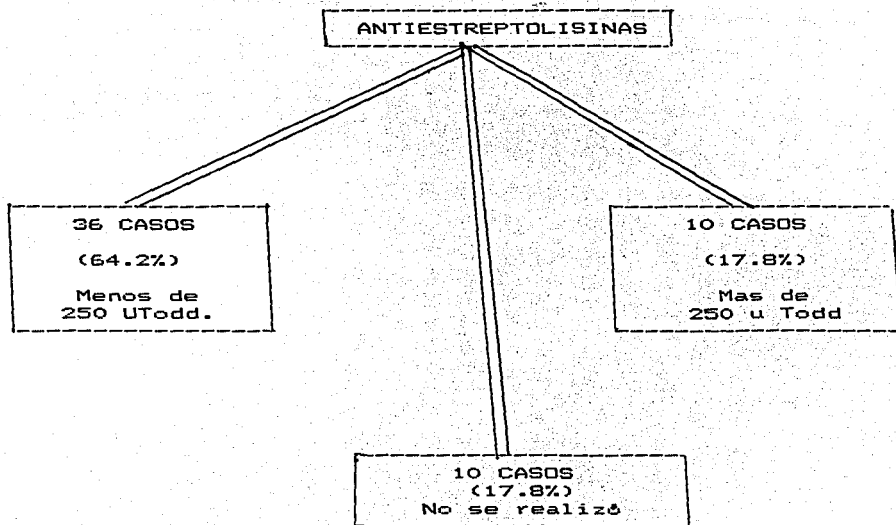 ANTIESTREPTOLISINAS
36 CASOS
(64.2%)
Menos de
250 UTodd.
10 CASOS
(17.8%)
Mas de
250 u Todd
10 CASOS
(17.8%)
No se realizó